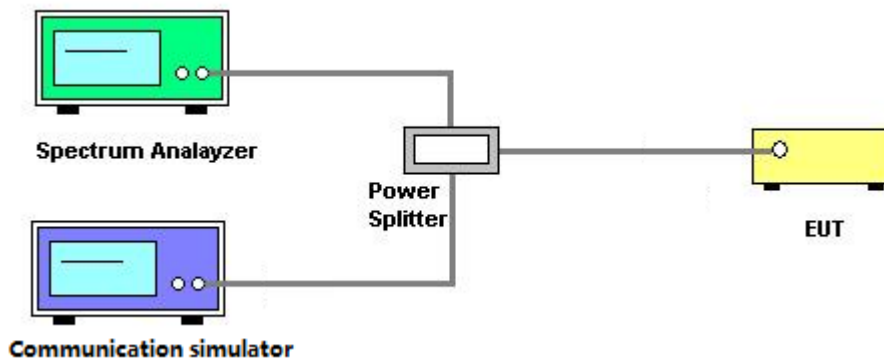 Spectrum Analayzer
Power
Splitter
EUT
Communication simulator